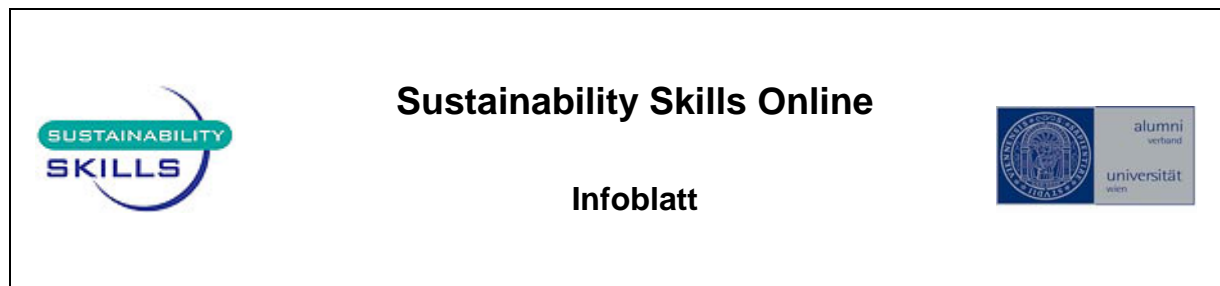 Sustainability Skills Online
Infoblatt
SUSTAINABILITY
SKILLS
alumni
verband
universität
wien